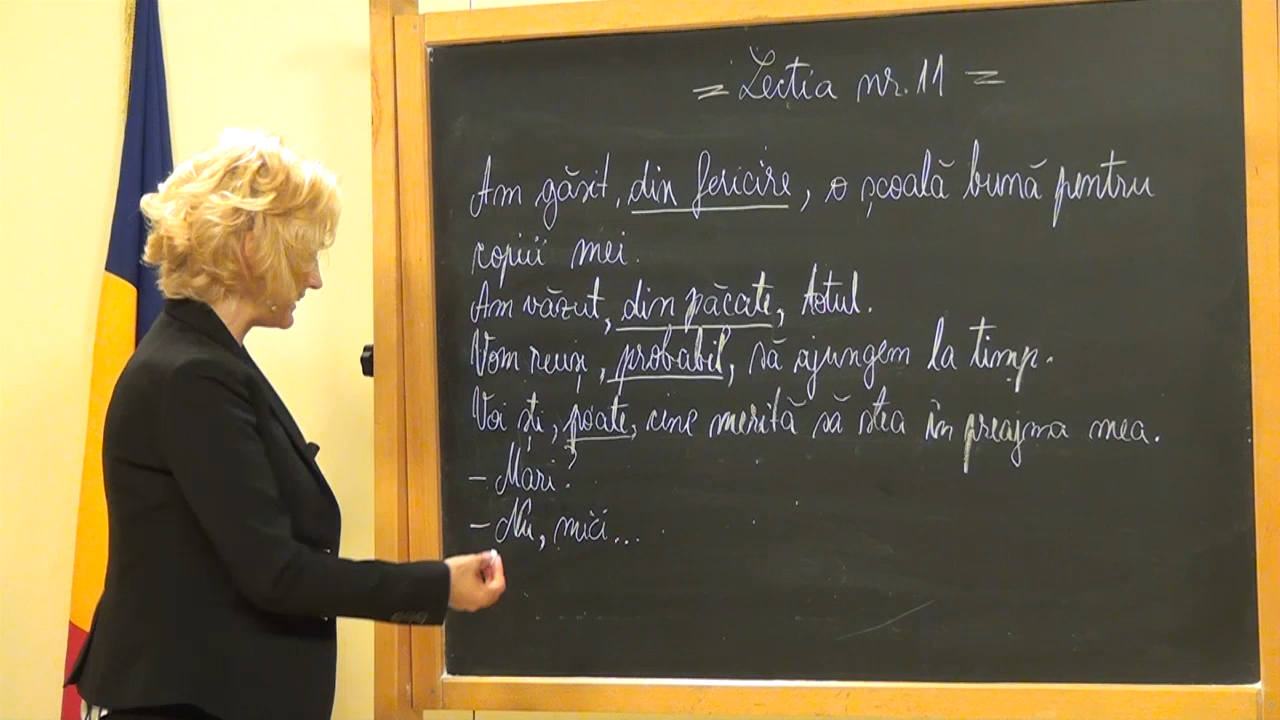 = Lectia nr. 11 =
Am găsit, din fericire, o școală bună pentru
copiii mei.
Am văzut, din păcate, totul.
Vom reuși, probabil, să ajungem la timp.
Voi ști, poate, cine merită să stea în preajma mea.
- Mari?
- Nu, mici...